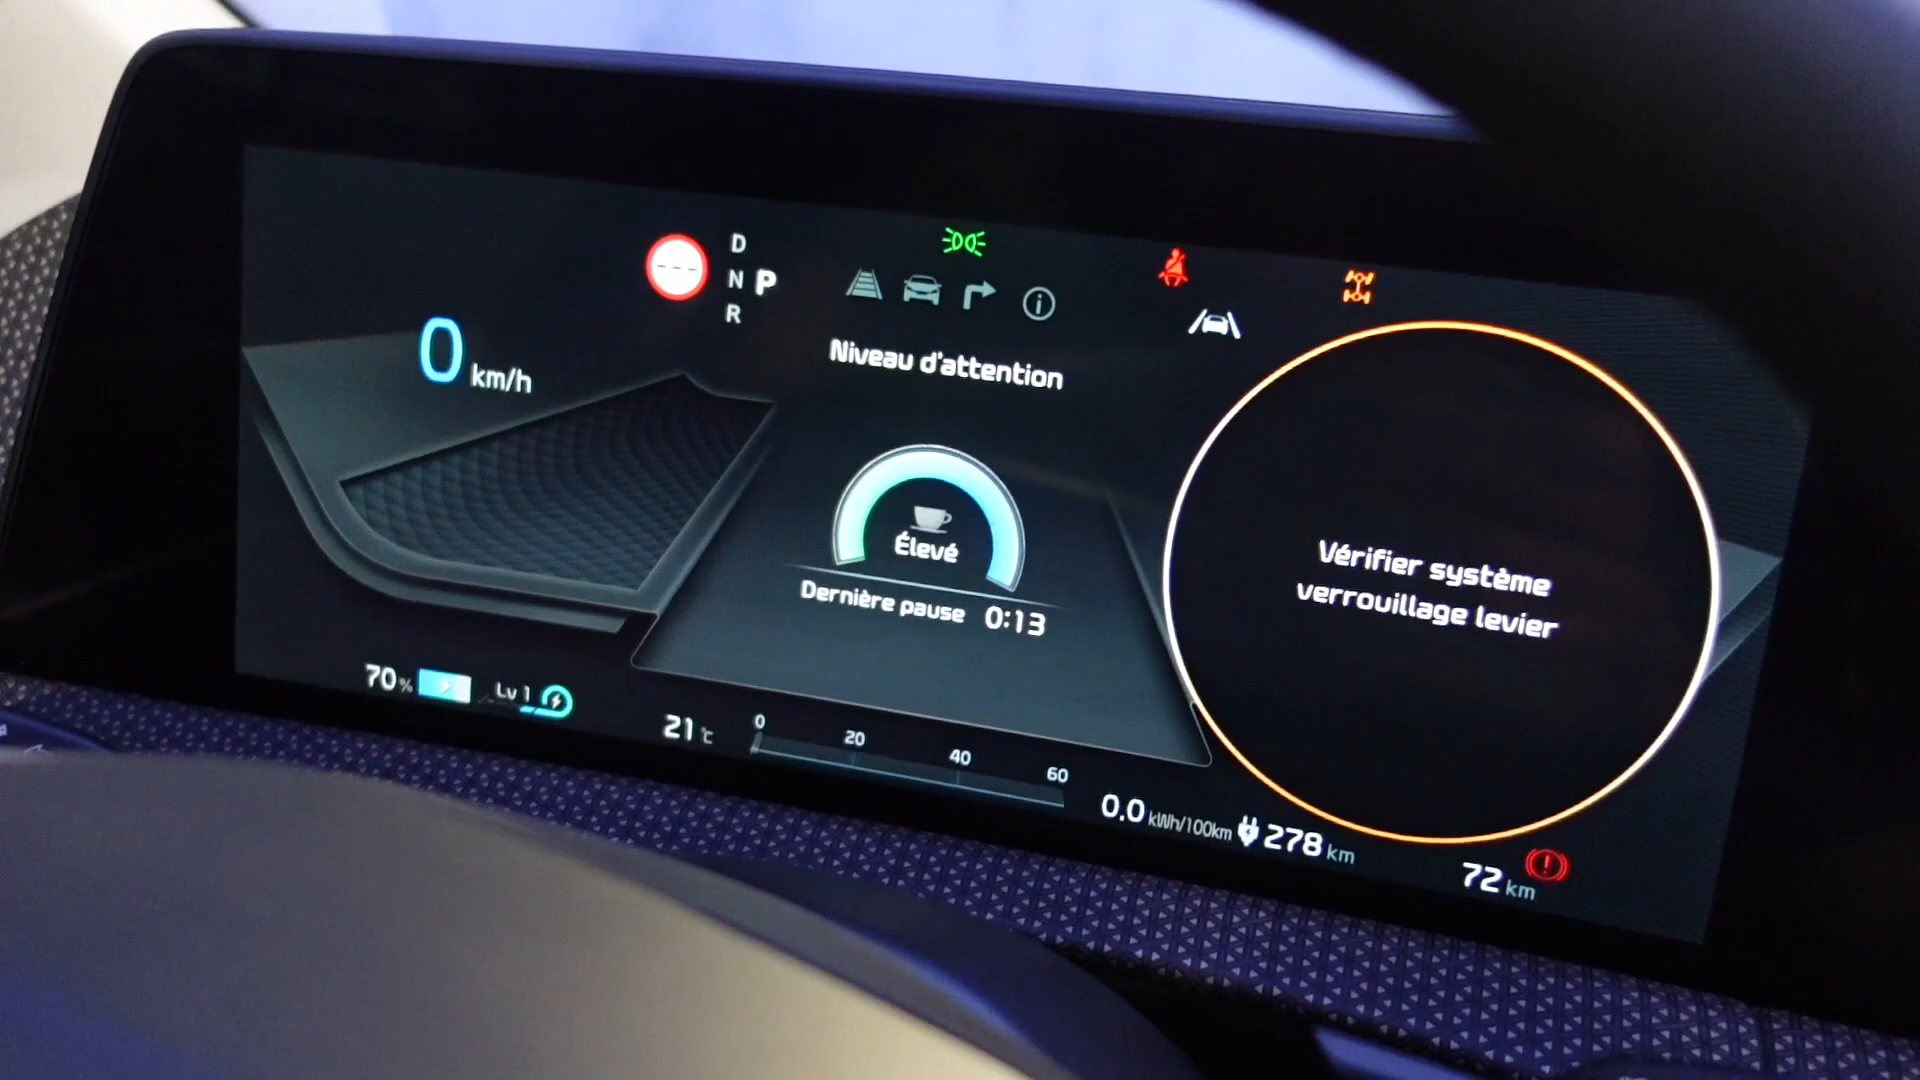 D
N P
R
0 km/h
Niveau d'attention
Élevé
Dernière pause 0:13
Vérifier système
verrouillage levier
70%
Lv 1
21 ℃
0 20 40 60
0.0 kWh/100km
278 km
72 km